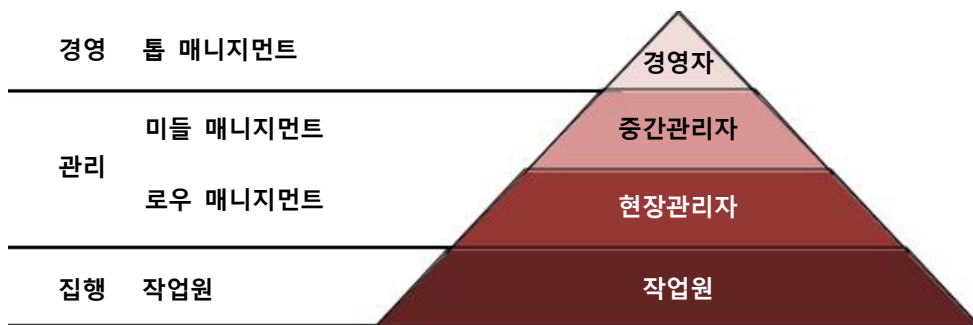 경영 톱 매니지먼트
경영자
미들 매니지먼트
중간관리자
관리
로우 매니지먼트
현장관리자
집행 작업원
작업원